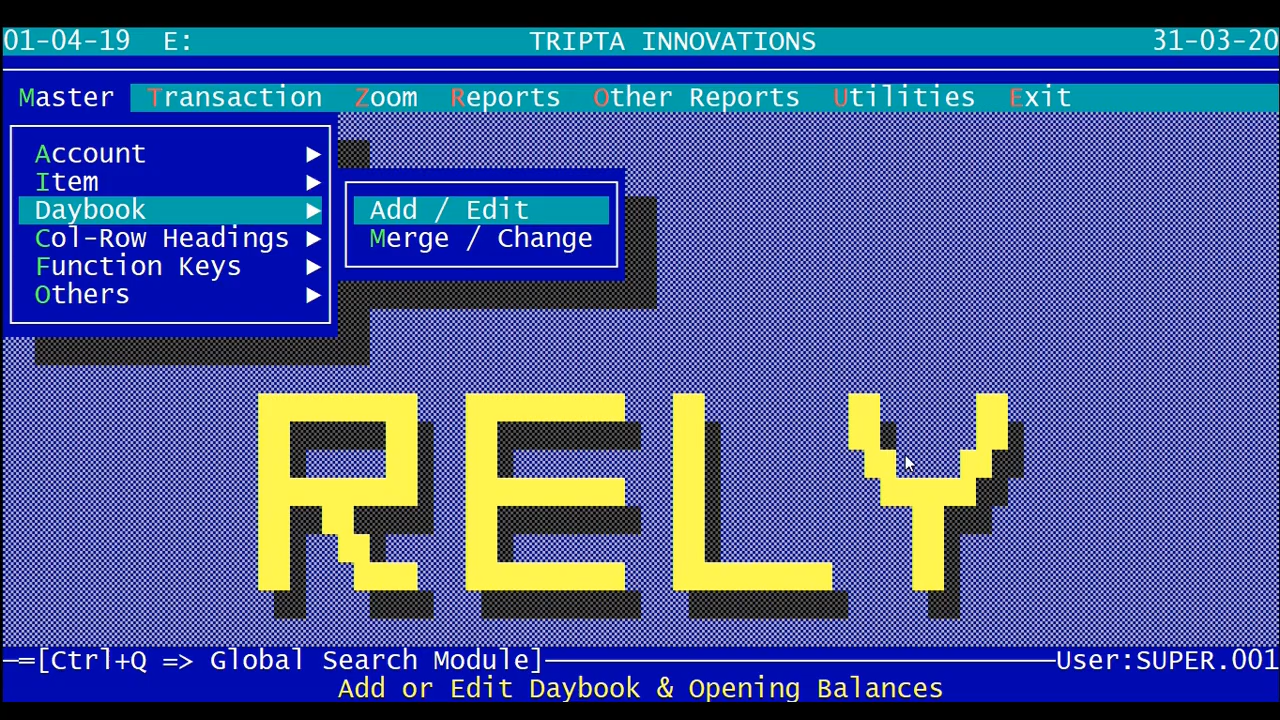 01-04-19 E: TRIPTA INNOVATIONS 31-03-20
Master Transaction Zoom Reports Other Reports Utilities Exit
Account
Item
Daybook
Col-Row Headings
Function Keys
Others
Add / Edit
Merge / Change
RELY
[Ctrl+Q => Global Search Module] User:SUPER.001
Add or Edit Daybook & Opening Balances